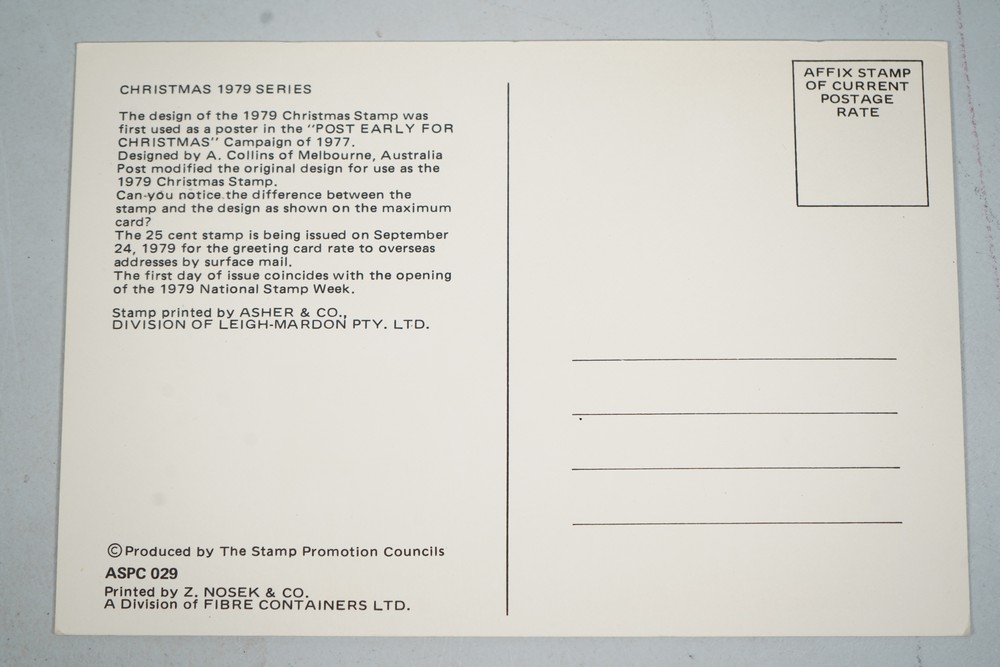 CHRISTMAS 1979 SERIES
The design of the 1979 Christmas Stamp was
first used as a poster in the "POST EARLY FOR
CHRISTMAS" Campaign of 1977.
Designed by A. Collins of Melbourne, Australia
Post modified the original design for use as the
1979 Christmas Stamp.
Can-you notice.the difference between the
stamp and the design as shown on the maximum
card?
The 25 cent stamp is being issued on September
24, 1979 for the greeting card rate to overseas
addresses by surface mail.
The first day of issue coincides with the opening
of the 1979 National Stamp Week.
Stamp printed by ASHER & CO.,
DIVISION OF LEIGH-MARDON PTY. LTD.
© Produced by The Stamp Promotion Councils
ASPC 029
Printed by Z. NOSEK & CO.
A Division of FIBRE CONTAINERS LTD.
AFFIX STAMP
OF CURRENT
POSTAGE
RATE